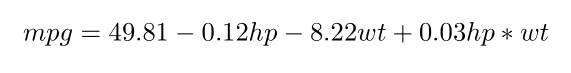 mpg = 49.81 − 0.12hp − 8.22wt + 0.03hp ∗ wt